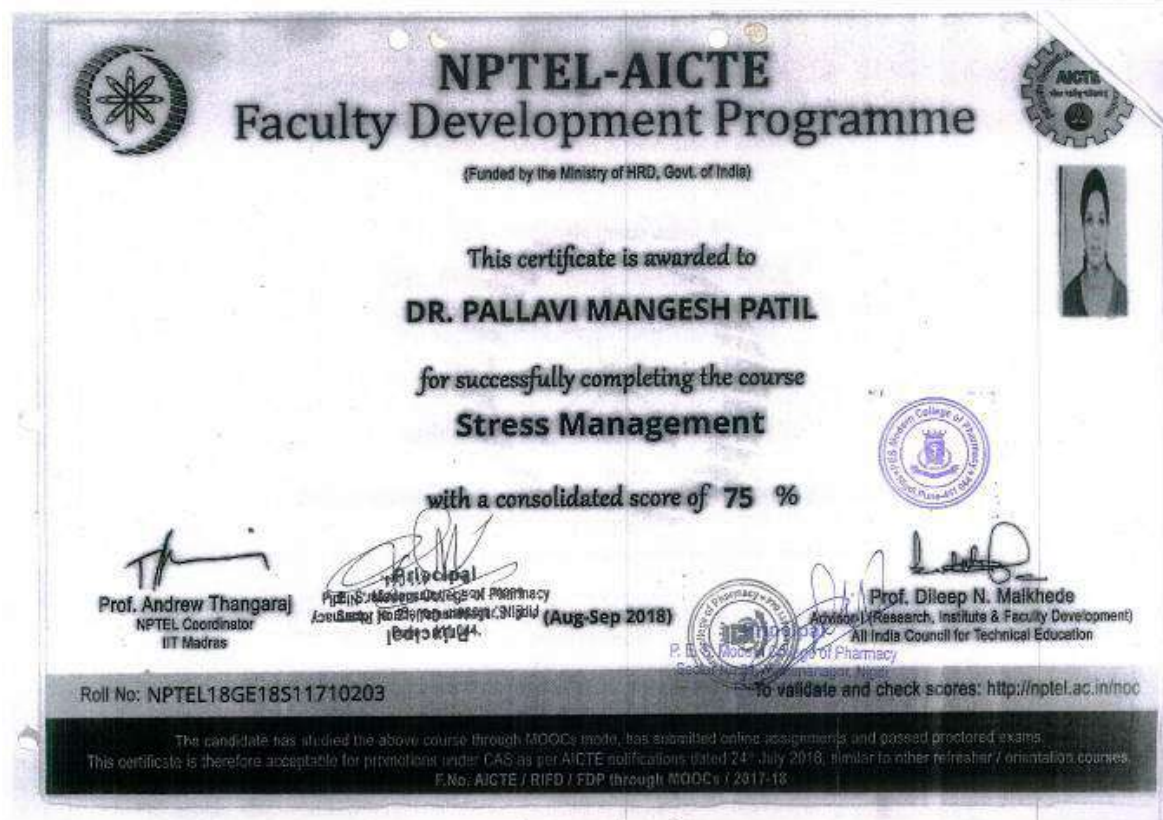 NPTEL-AICTE
Faculty Development Programme
(Funded by the Ministry of HRD, Govt. of India)
AICTE
This certificate is awarded to
DR. PALLAVI MANGESH PATIL
for successfully completing the course
Stress Management
with a consolidated score of 75 %
Prof. Andrew Thangaraj
NPTEL Coordinator
IIT Madras
Principal
(Aug-Sep 2018)
Prof. Dileep N. Malkhede
Advisor-I (Research, Institute & Faculty Development)
All India Council for Technical Education
P. E. S. Modern College of Pharmacy
Roll No: NPTEL18GE18S11710203
To validate and check scores: http://nptel.ac.in/noc
The candidate has studied the above course through MOOCs mode, has submitted online assignments and passed proctored exams.
This certificate is therefore acceptable for promotions under CAS as per AICTE notifications dated 24th July 2018, similar to other refresher / orientation courses.
F.No. AICTE / RIFD / FDP through MOOCs / 2017-18